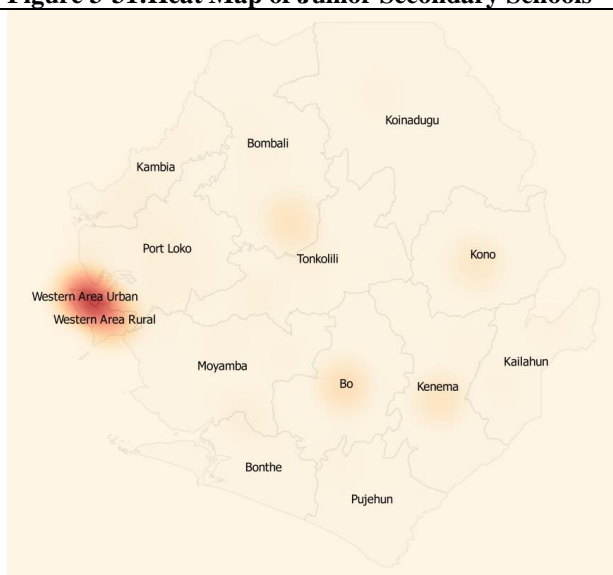 Figure 3-31:Heat Map of Junior Secondary Schools
Koinadugu
Bombali
Kambia
Port Loko
Kono
Tonkolili
Western Area Urban
Western Area Rural
Kailahun
Moyamba
Bo
Kenema
Bonthe
Pujehun